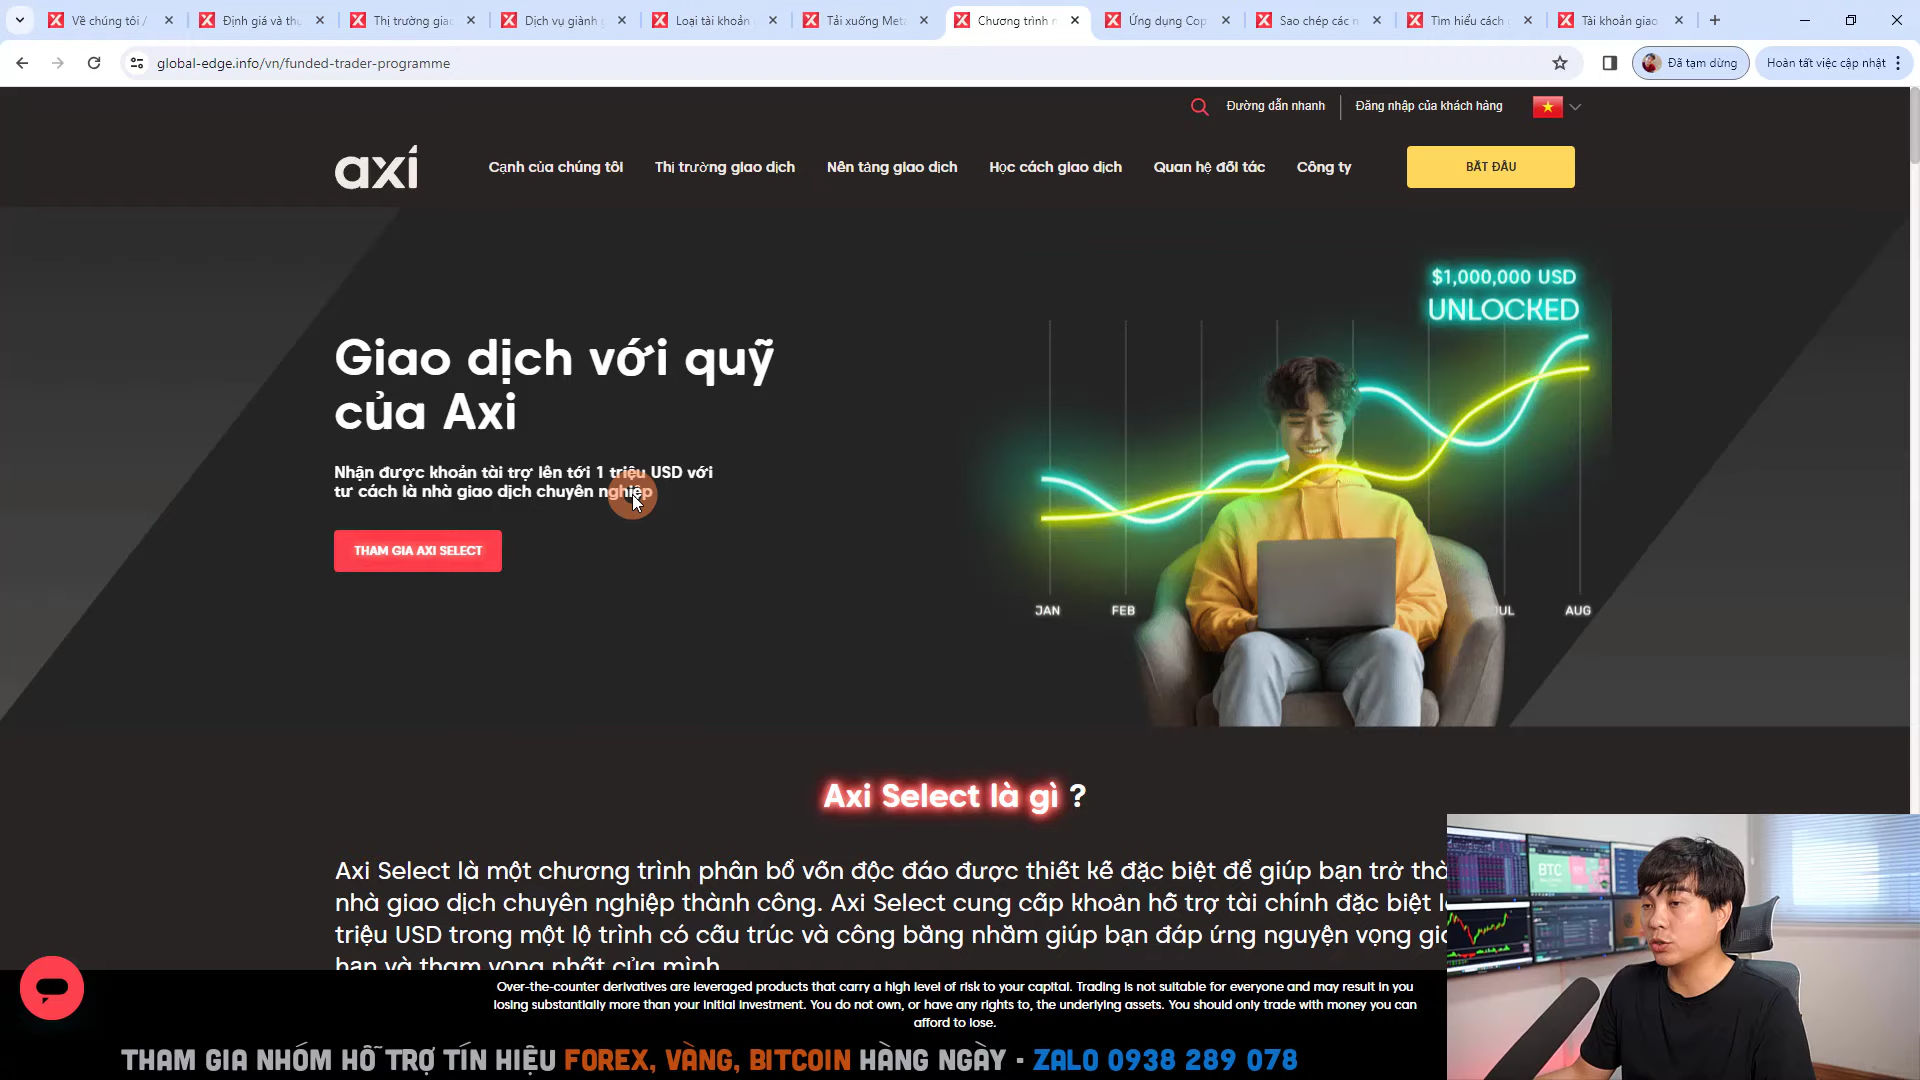 Về chúng tôi /
Định giá và thự
Thị trường giao
Dịch vụ giành
Loại tài khoản
Tải xuống Meta
Chương trình n
Ứng dụng Cop
Sao chép các n
Tìm hiểu cách
Tài khoản giao
global-edge.info/vn/funded-trader-programme
Đã tạm dừng
Hoàn tất việc cập nhật
Đường dẫn nhanh
Đăng nhập của khách hàng
axi
Cạnh của chúng tôi
Thị trường giao dịch
Nền tảng giao dịch
Học cách giao dịch
Quan hệ đối tác
Công ty
BẮT ĐẦU
$1,000,000 USD
UNLOCKED
Giao dịch với quỹ
của Axi
Nhận được khoản tài trợ lên tới 1 triệu USD với
tư cách là nhà giao dịch chuyên nghiệp
THAM GIA AXI SELECT
JAN
FEB
UL
AUG
Axi Select là gì ?
Axi Select là một chương trình phân bổ vốn độc đáo được thiết kế đặc biệt để giúp bạn trở thà
nhà giao dịch chuyên nghiệp thành công. Axi Select cung cấp khoản hỗ trợ tài chính đặc biệt l
triệu USD trong một lộ trình có cấu trúc và công bằng nhằm giúp bạn đáp ứng nguyện vọng gia
bạn và tham vọng nhất của mình
BTC
Over-the-counter derivatives are leveraged products that carry a high level of risk to your capital. Trading is not suitable for everyone and may result in you
losing substantially more than your initial investment. You do not own, or have any rights to, the underlying assets. You should only trade with money you can
afford to lose.
THAM GIA NHÓM HỖ TRỢ TÍN HIỆU FOREX, VÀNG, BITCOIN HÀNG NGÀY - ZALO 0938 289 078